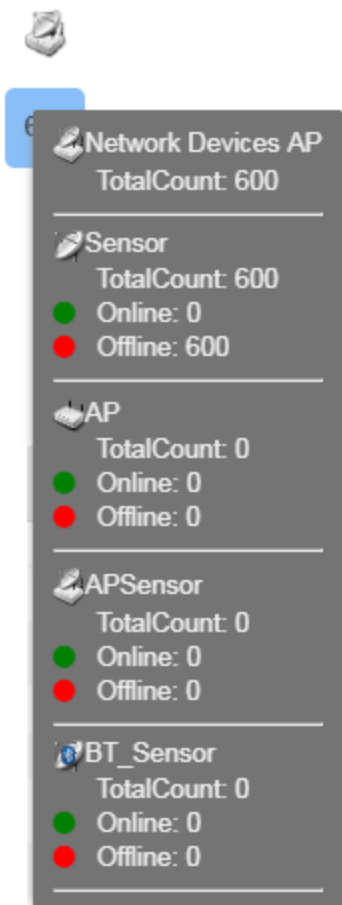 Network Devices AP
TotalCount: 600
Sensor
TotalCount: 600
Online: 0
Offline: 600
AP
TotalCount: 0
Online: 0
Offline: 0
APSensor
TotalCount: 0
Online: 0
Offline: 0
BT_Sensor
TotalCount: 0
Online: 0
Offline: 0